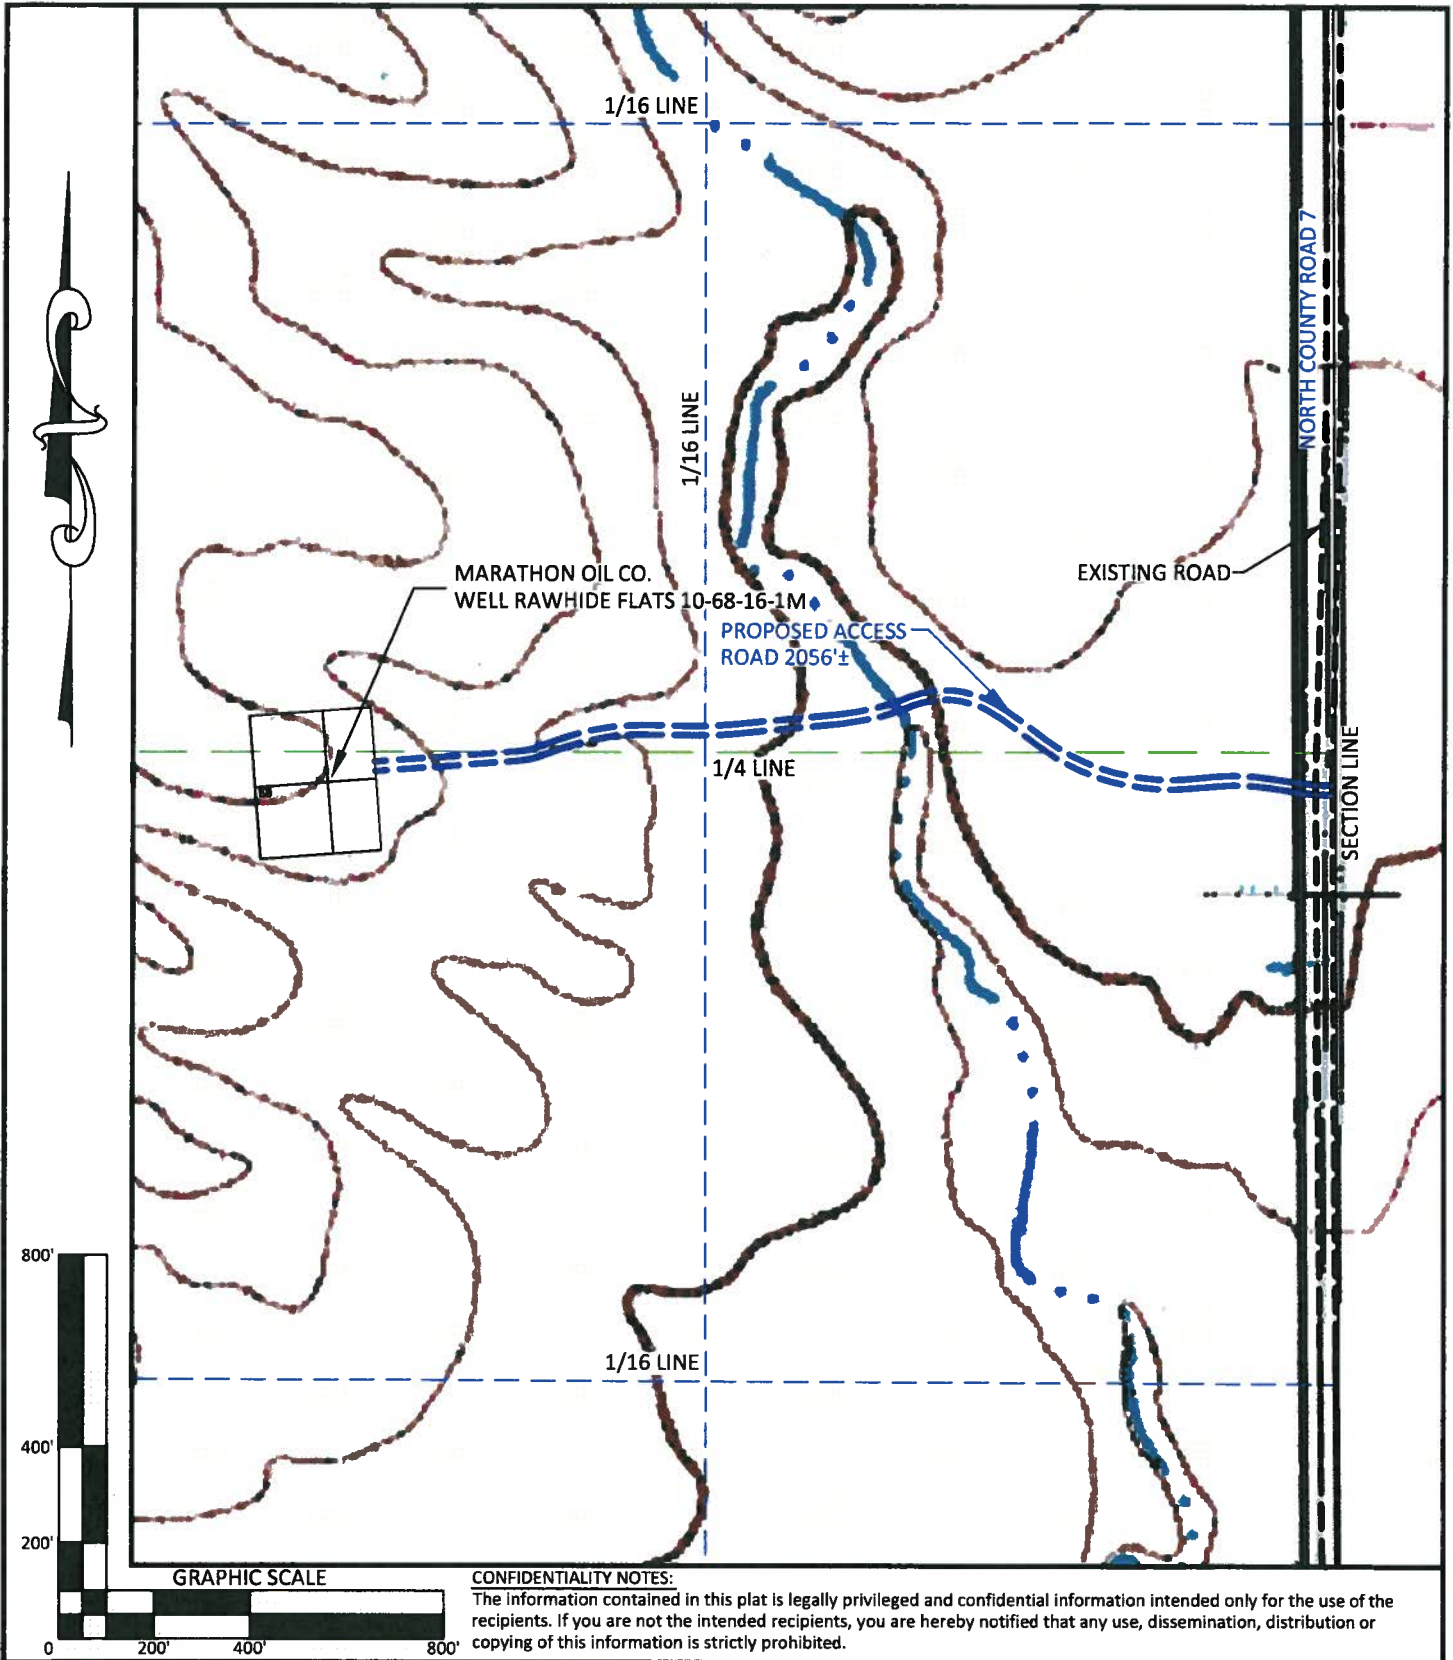 1/16 LINE
NORTH COUNTY ROAD 7
1/16 LINE
MARATHON OIL CO.
WELL RAWHIDE FLATS 10-68-16-1M
EXISTING ROAD
PROPOSED ACCESS
ROAD 2056'±
1/4 LINE
SECTION LINE
1/16 LINE
800'
400'
200'
GRAPHIC SCALE
0 200' 400' 800'
CONFIDENTIALITY NOTES:
The information contained in this plat is legally privileged and confidential information intended only for the use of the
recipients. If you are not the intended recipients, you are hereby notified that any use, dissemination, distribution or
copying of this information is strictly prohibited.